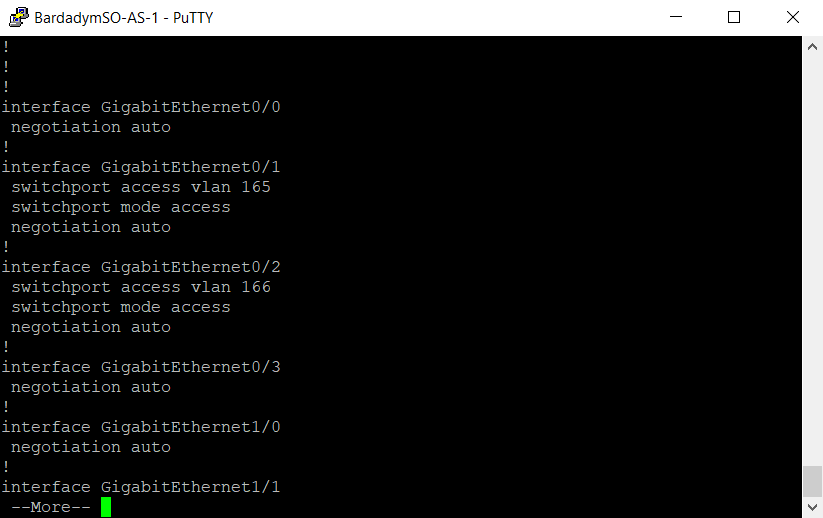 BardadymSO-AS-1 - PuTTY
!
!
!
interface GigabitEthernet0/0
 negotiation auto
!
interface GigabitEthernet0/1
 switchport access vlan 165
 switchport mode access
 negotiation auto
!
interface GigabitEthernet0/2
 switchport access vlan 166
 switchport mode access
 negotiation auto
!
interface GigabitEthernet0/3
 negotiation auto
!
interface GigabitEthernet1/0
 negotiation auto
!
interface GigabitEthernet1/1
 --More--